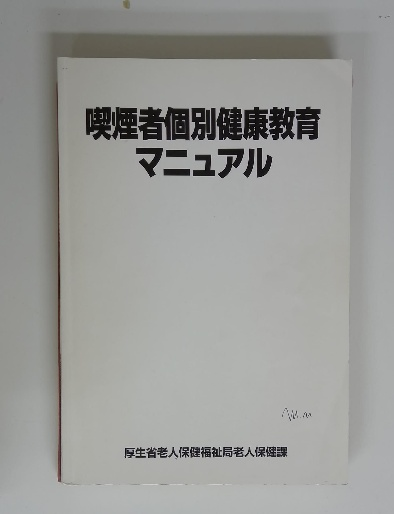 喫煙者個別健康教育
マニュアル
厚生省老人保健福祉局老人保健課